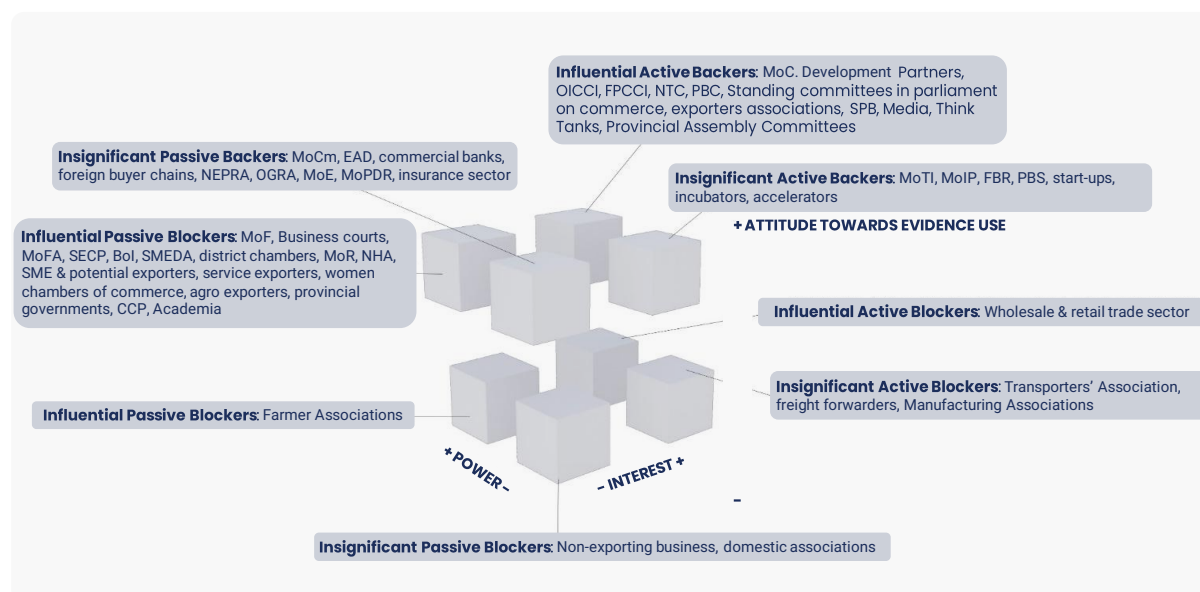 Influential Active Backers: MoC. Development Partners,
OICCI, FPCCI, NTC, PBC, Standing committees in parliament
on commerce, exporters associations, SPB, Media, Think
Tanks, Provincial Assembly Committees
Insignificant Passive Backers: MoCm, EAD, commercial banks,
foreign buyer chains, NEPRA, OGRA, MoE, MoPDR, insurance sector
Insignificant Active Backers: MoTI, MoIP, FBR, PBS, start-ups,
incubators, accelerators
+ ATTITUDE TOWARDS EVIDENCE USE
Influential Passive Blockers: MoF, Business courts,
MoFA, SECP, BoI, SMEDA, district chambers, MoR, NHA,
SME & potential exporters, service exporters, women
chambers of commerce, agro exporters, provincial
governments, CCP, Academia
Influential Active Blockers: Wholesale & retail trade sector
Insignificant Active Blockers: Transporters' Association,
freight forwarders, Manufacturing Associations
Influential Passive Blockers: Farmer Associations
+ POWER -
- INTEREST +
-
Insignificant Passive Blockers: Non-exporting business, domestic associations